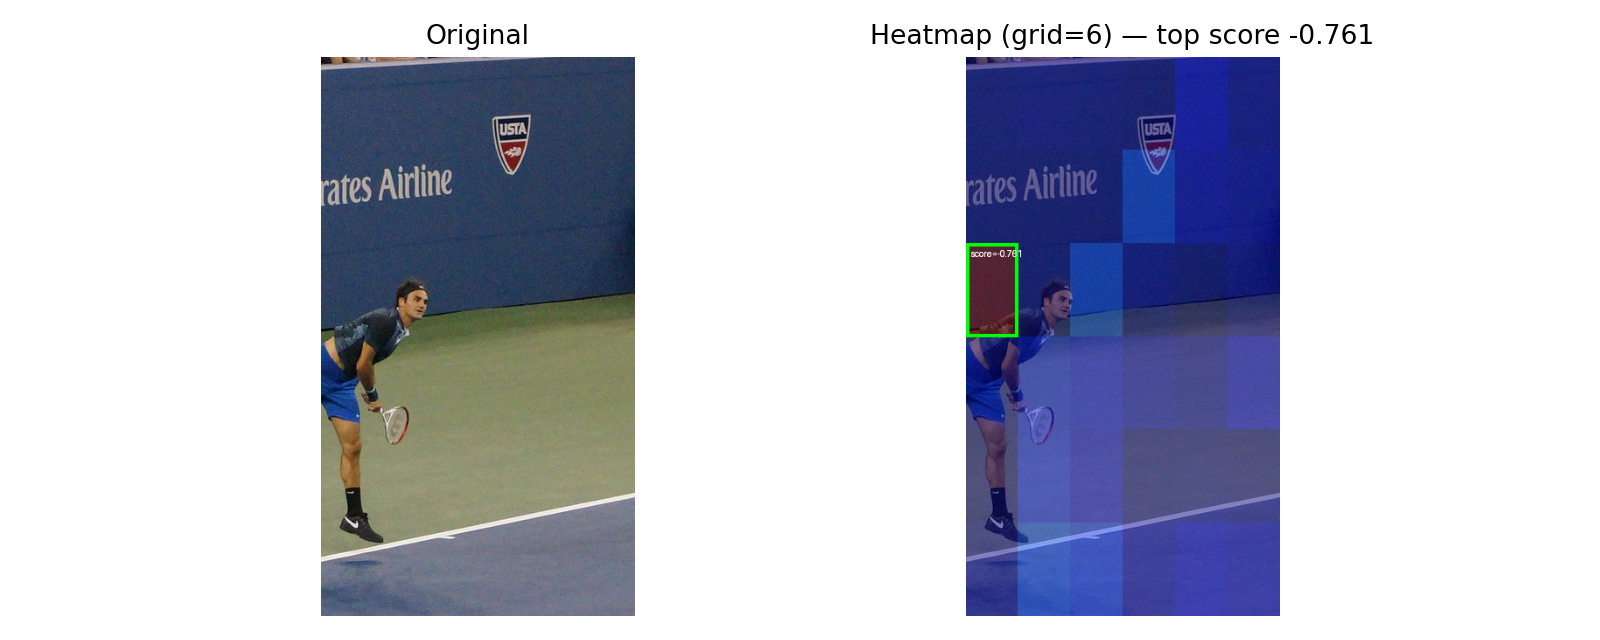 Original
Heatmap (grid=6) — top score -0.761
USTA
rates Airline
USTA
rates Airline
score=-0.761